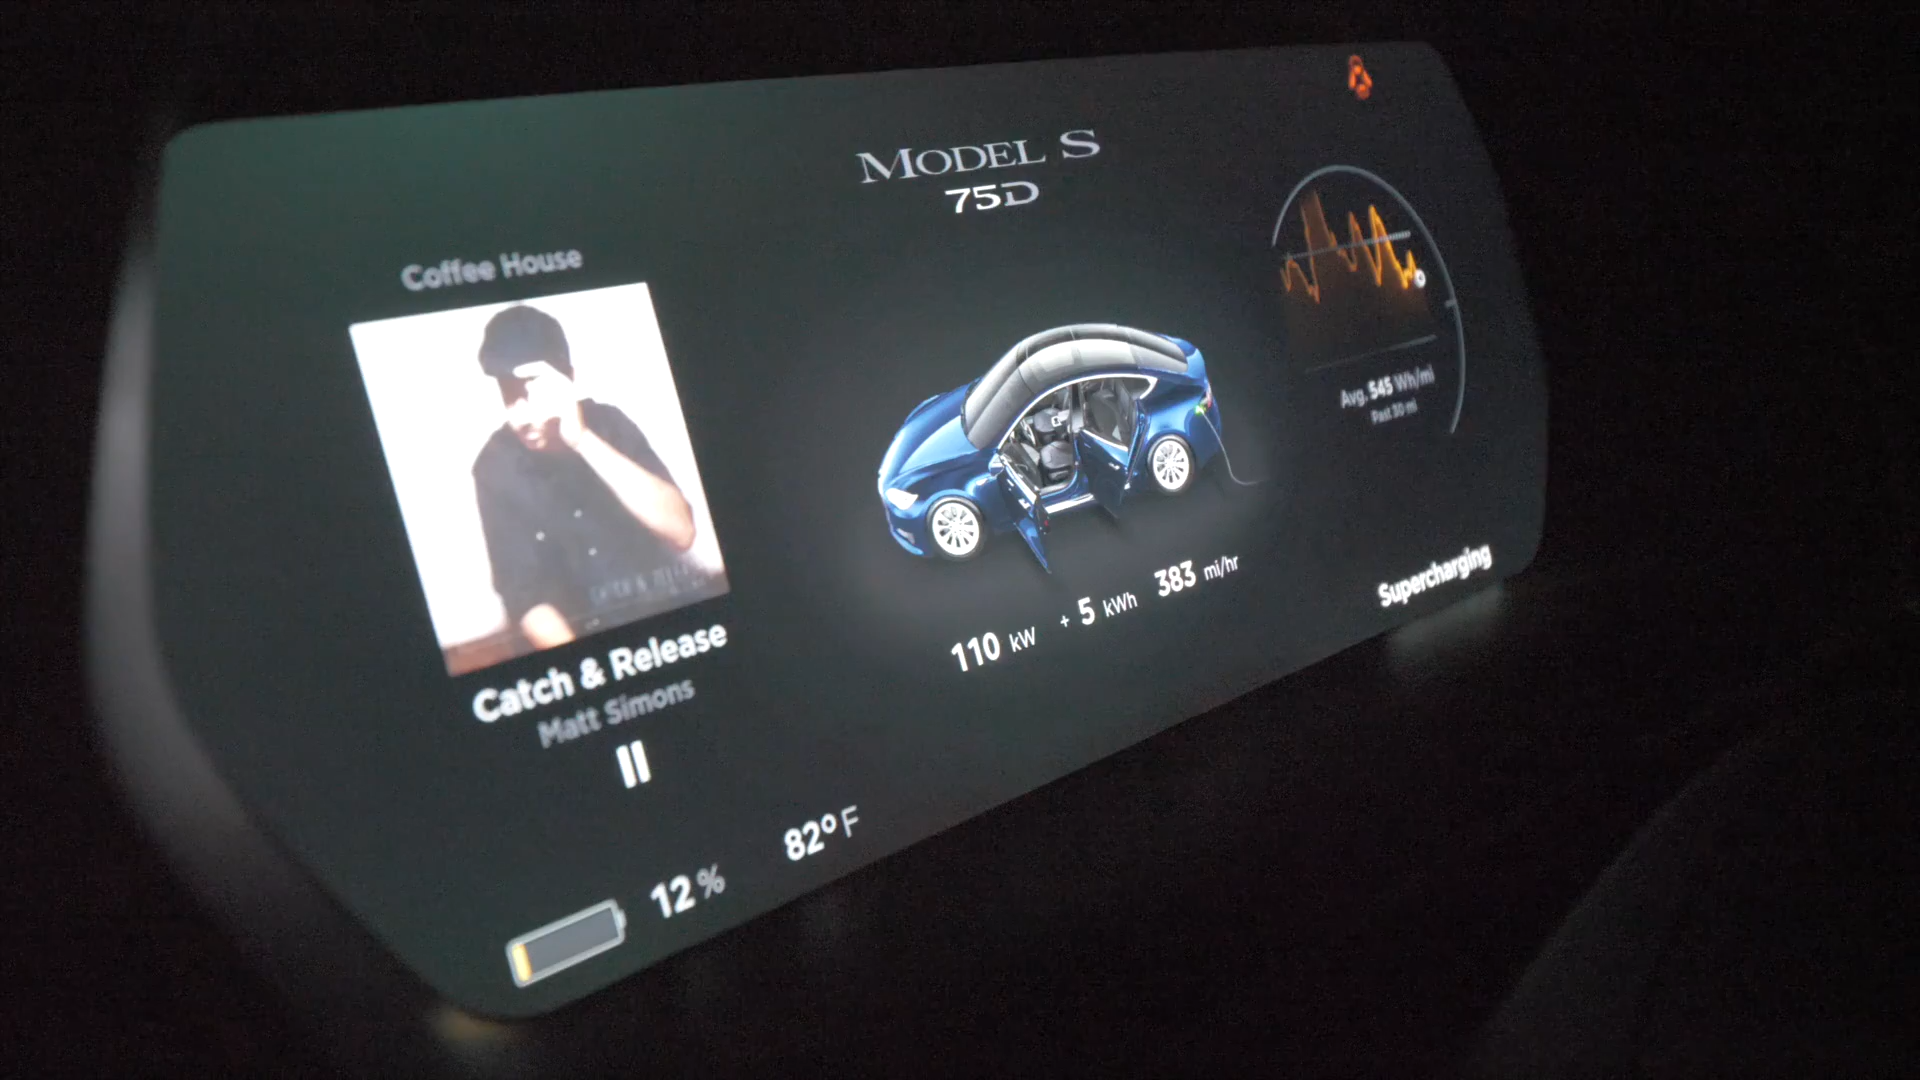 MODEL S
75D
Coffee House
Catch & Release
Matt Simons
110 kW + 5 kWh 383 mi/hr
Avg. 545 Wh/mi
Past 30 mi
Supercharging
82° F
12 %